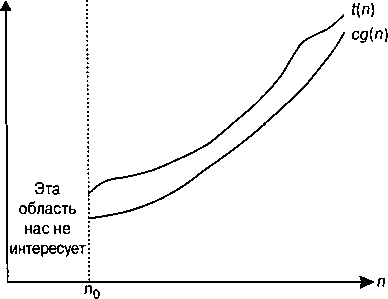 t(n)
cg(n)
Эта
область
нас не
интересует
n₀
n